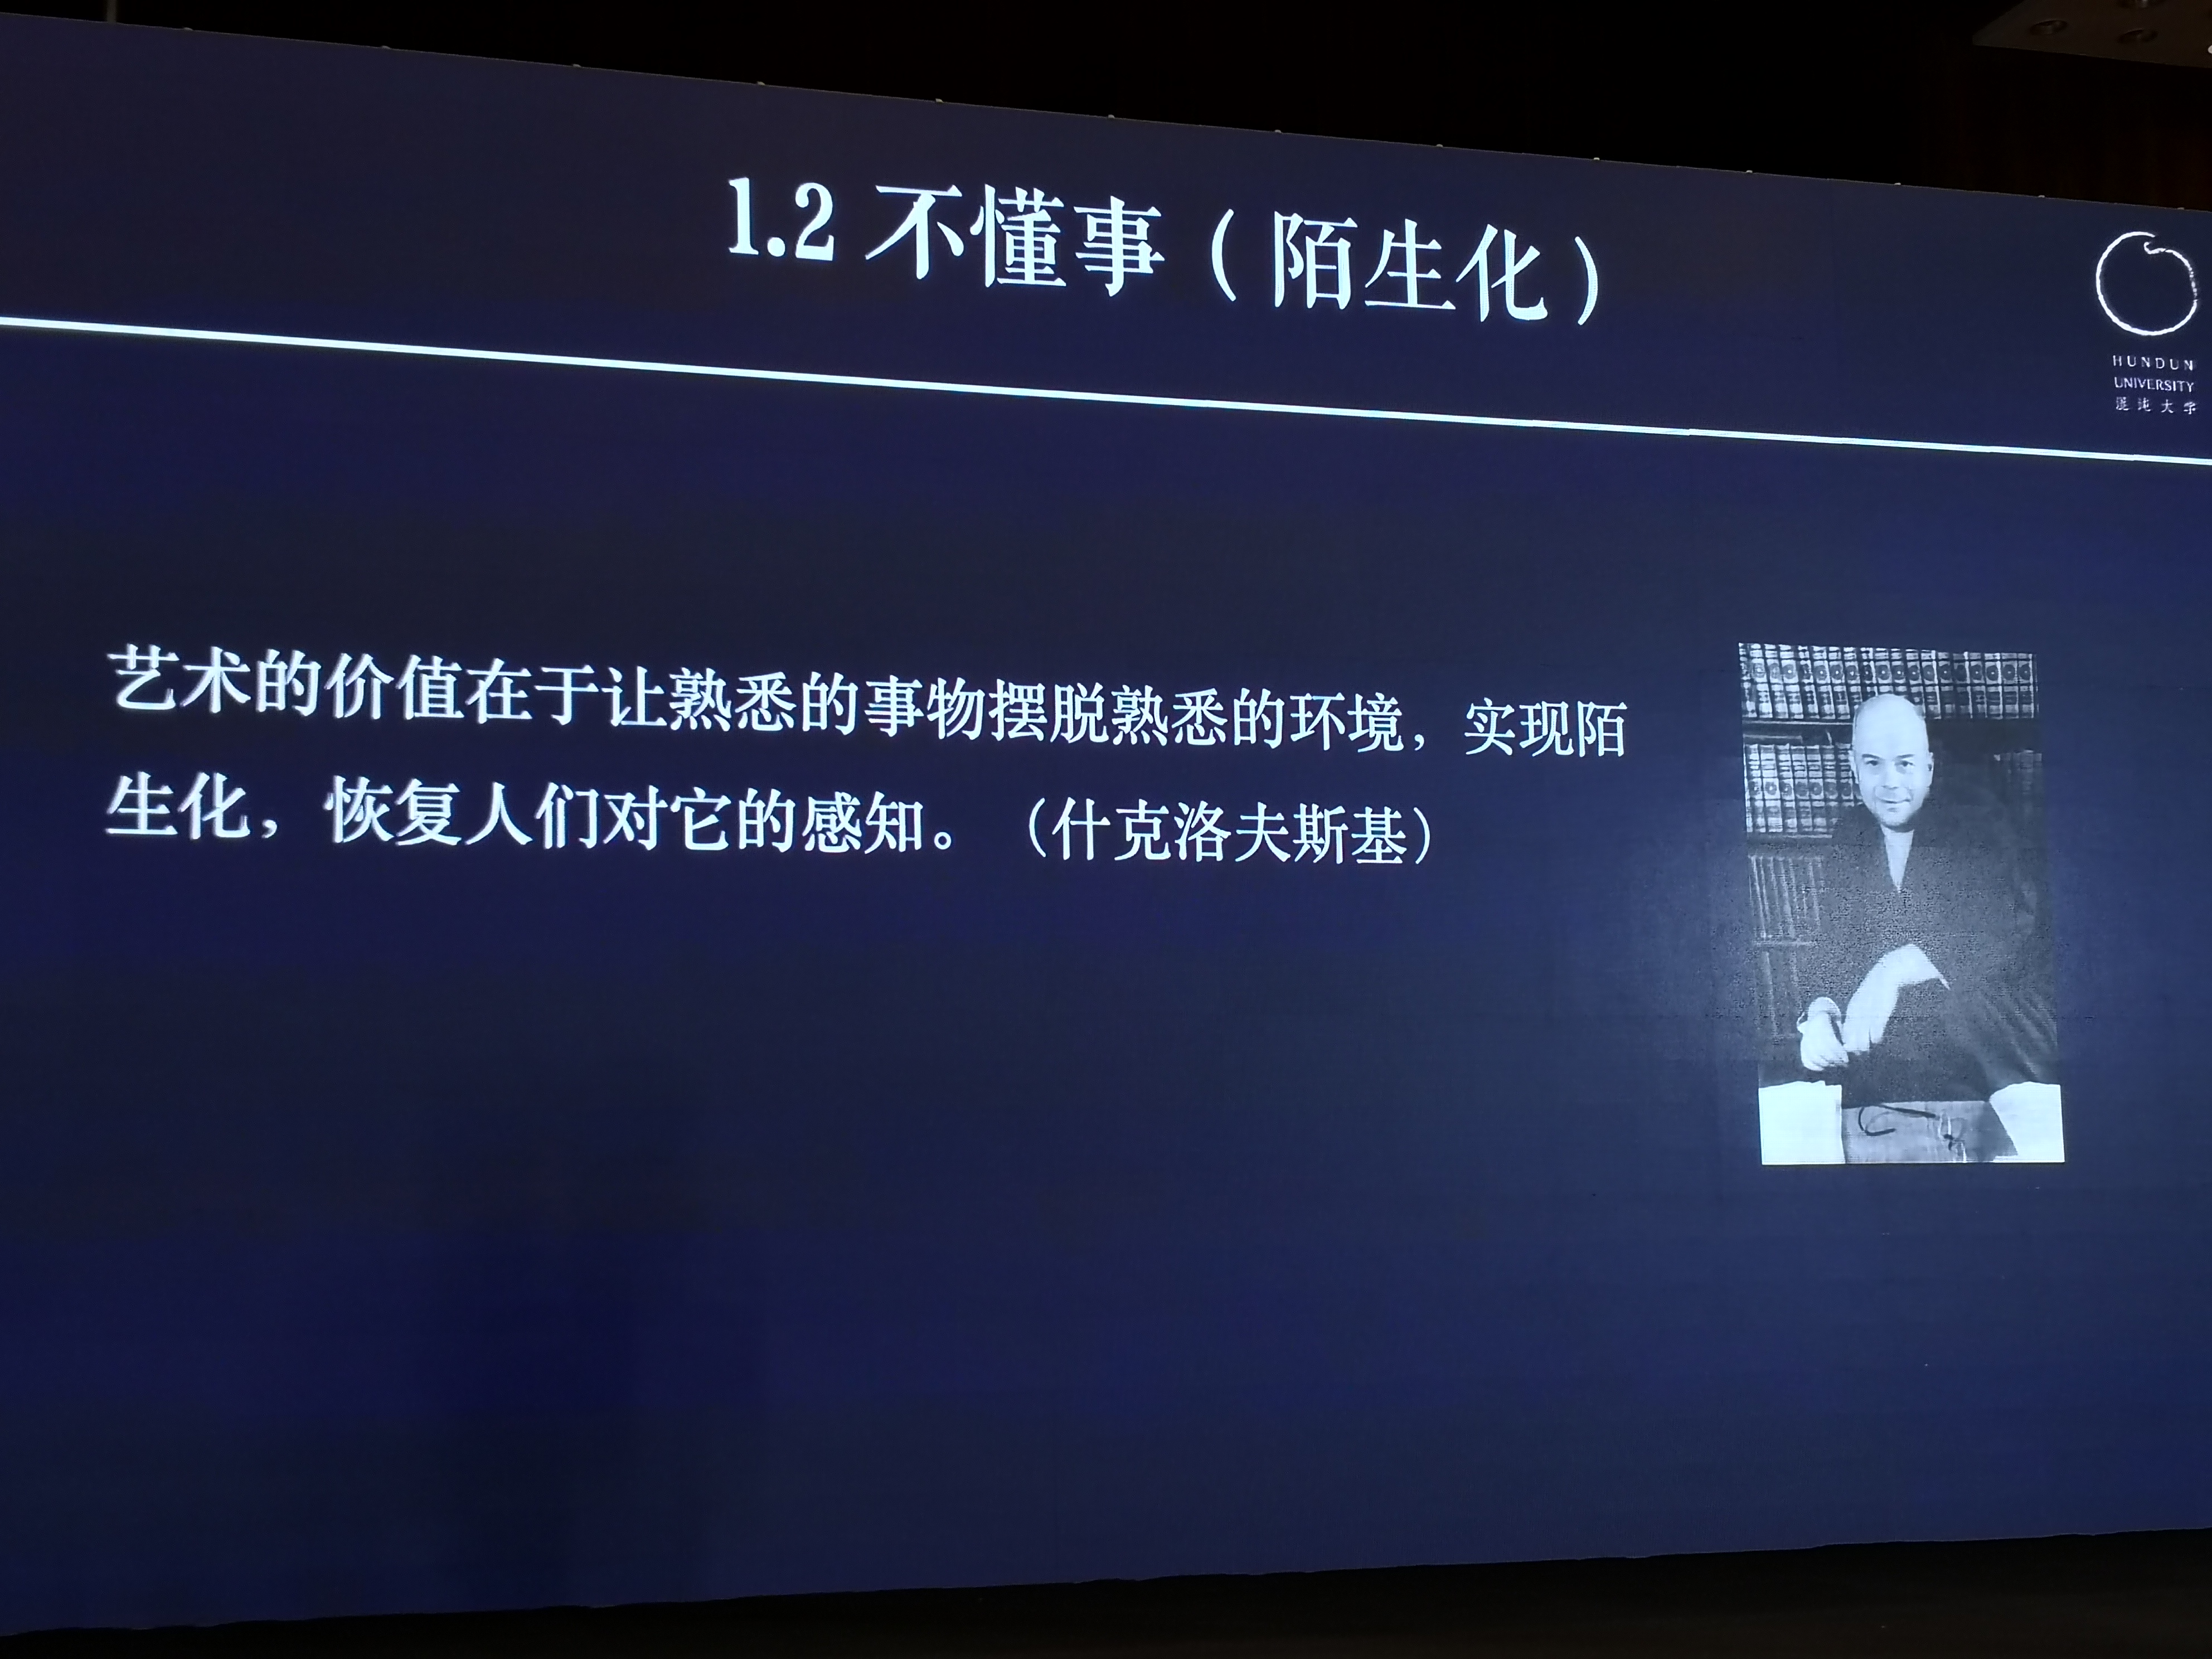 1.2 不懂事（陌生化）
HUNDUN
UNIVERSITY
混沌大学
艺术的价值在于让熟悉的事物摆脱熟悉的环境，实现陌
生化，恢复人们对它的感知。（什克洛夫斯基）